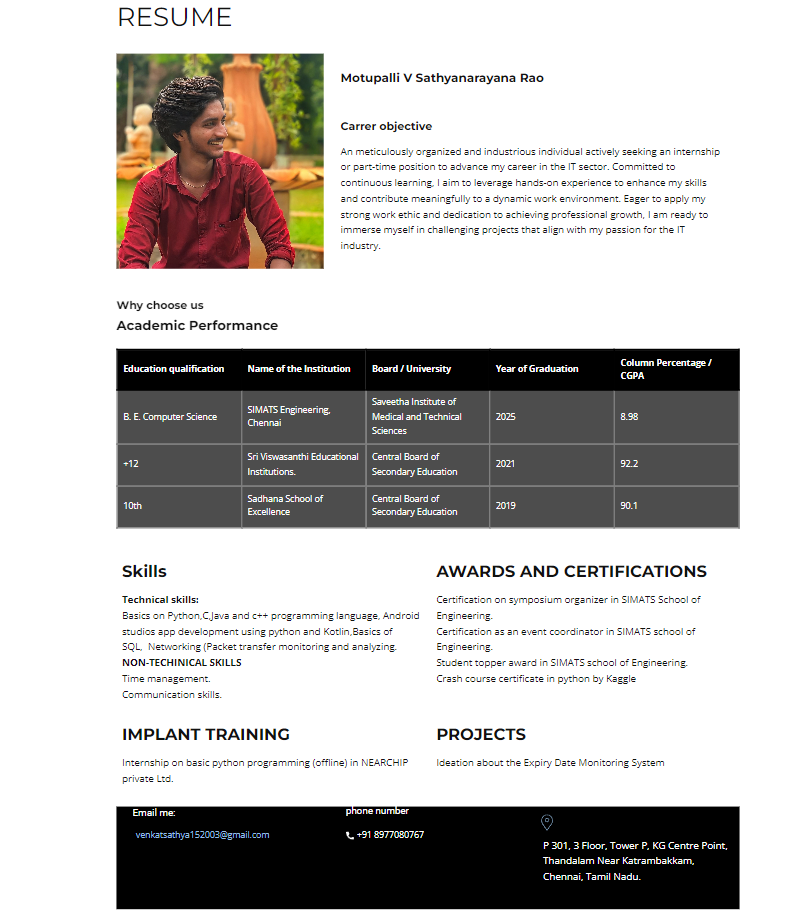 RESUME
Motupalli V Sathyanarayana Rao
Carrer objective
An meticulously organized and industrious individual actively seeking an internship
or part-time position to advance my career in the IT sector. Committed to
continuous learning, I aim to leverage hands-on experience to enhance my skills
and contribute meaningfully to a dynamic work environment. Eager to apply my
strong work ethic and dedication to achieving professional growth, I am ready to
immerse myself in challenging projects that align with my passion for the IT
industry.
Why choose us
Academic Performance
Education qualification Name of the Institution Board / University Year of Graduation Column Percentage /
CGPA
B. E. Computer Science SIMATS Engineering, Saveetha Institute of 2025 8.98
Chennai Medical and Technical
Sciences
+12 Sri Viswasanthi Educational Central Board of 2021 92.2
Institutions. Secondary Education
10th Sadhana School of Central Board of 2019 90.1
Excellence Secondary Education
Skills
Technical skills:
Basics on Python,C,Java and c++ programming language, Android
studios app development using python and Kotlin,Basics of
SQL, Networking (Packet transfer monitoring and analyzing.
NON-TECHINICAL SKILLS
Time management.
Communication skills.
AWARDS AND CERTIFICATIONS
Certification on symposium organizer in SIMATS School of
Engineering.
Certification as an event coordinator in SIMATS school of
Engineering.
Student topper award in SIMATS school of Engineering.
Crash course certificate in python by Kaggle
IMPLANT TRAINING
Internship on basic python programming (offline) in NEARCHIP
private Ltd.
PROJECTS
Ideation about the Expiry Date Monitoring System
Email me:
venkatsathya152003@gmail.com
phone number
+91 8977080767
P 301, 3 Floor, Tower P, KG Centre Point,
Thandalam Near Katrambakkam,
Chennai, Tamil Nadu.